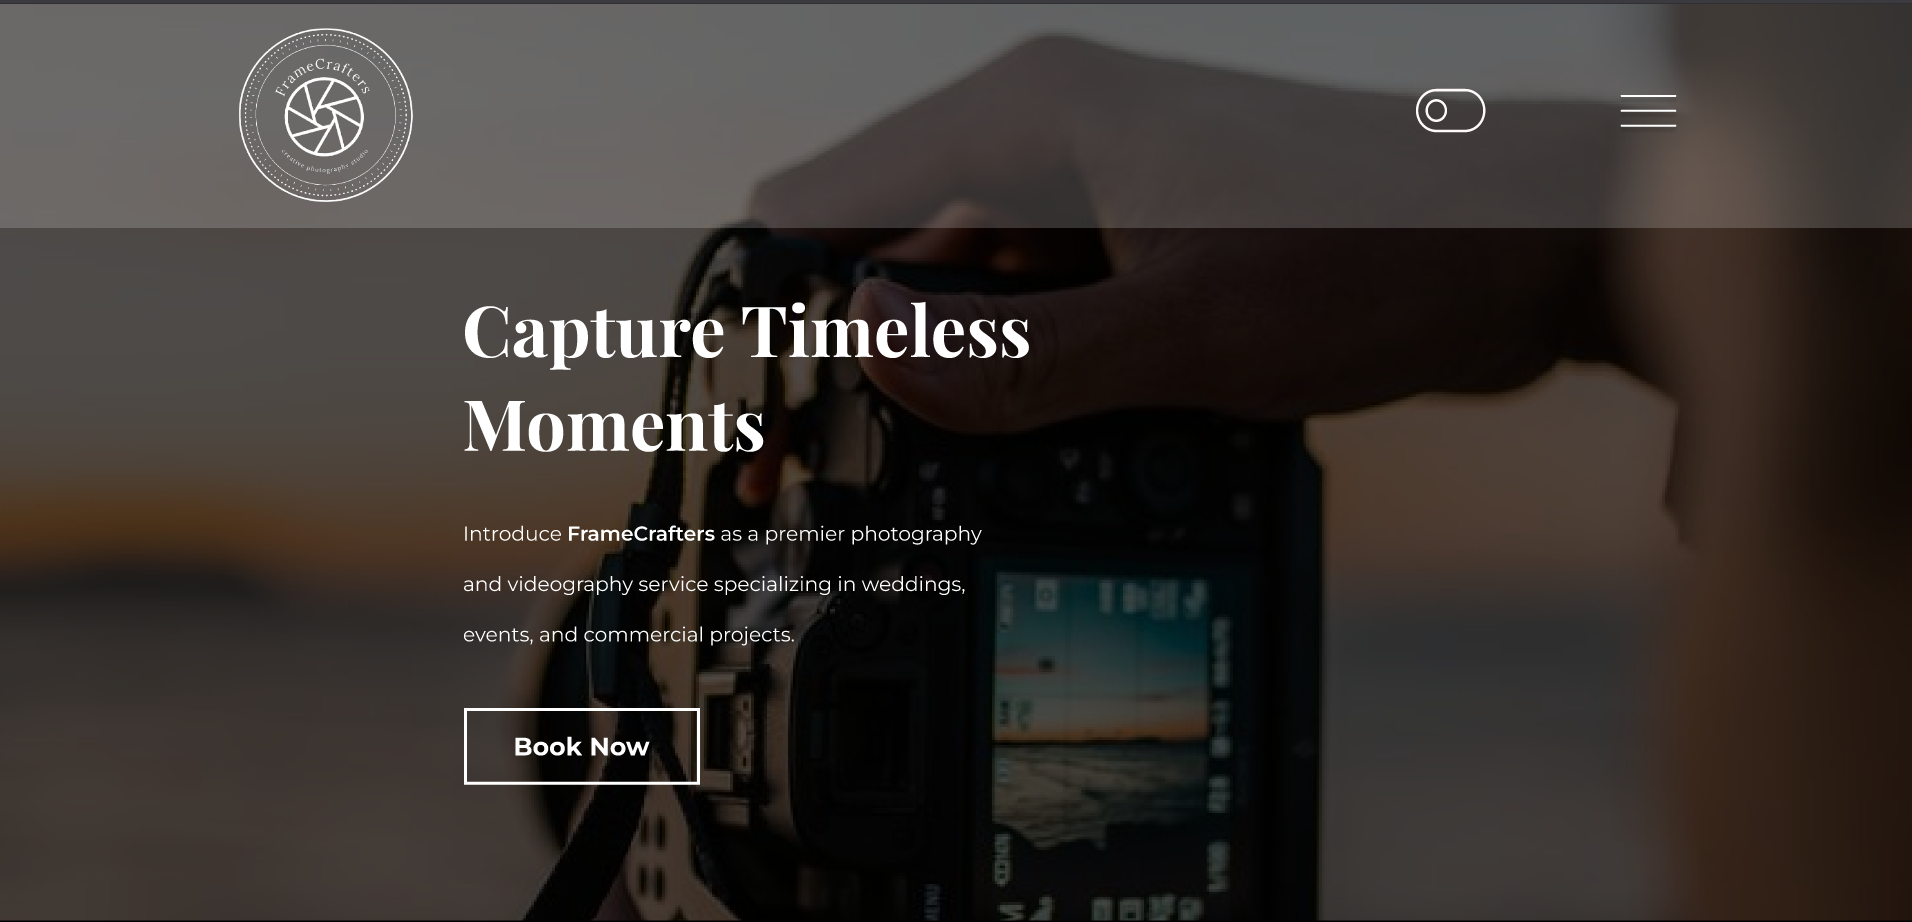 FrameCrafters
creative photography studio
Capture Timeless
Moments
Introduce FrameCrafters as a premier photography
and videography service specializing in weddings,
events, and commercial projects.
Book Now
MENU